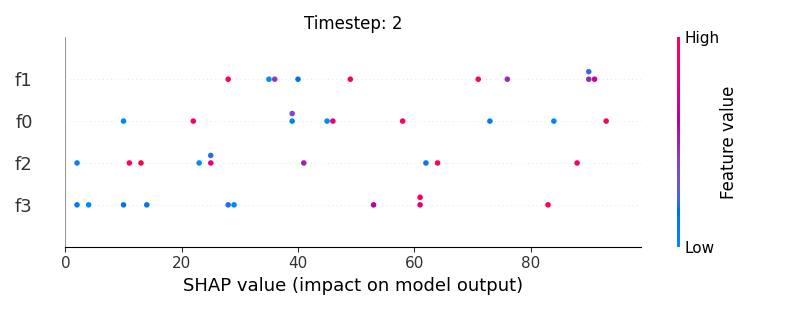 Timestep: 2
High
f1
f0
f2
f3
Feature value
Low
0 20 40 60 80
SHAP value (impact on model output)